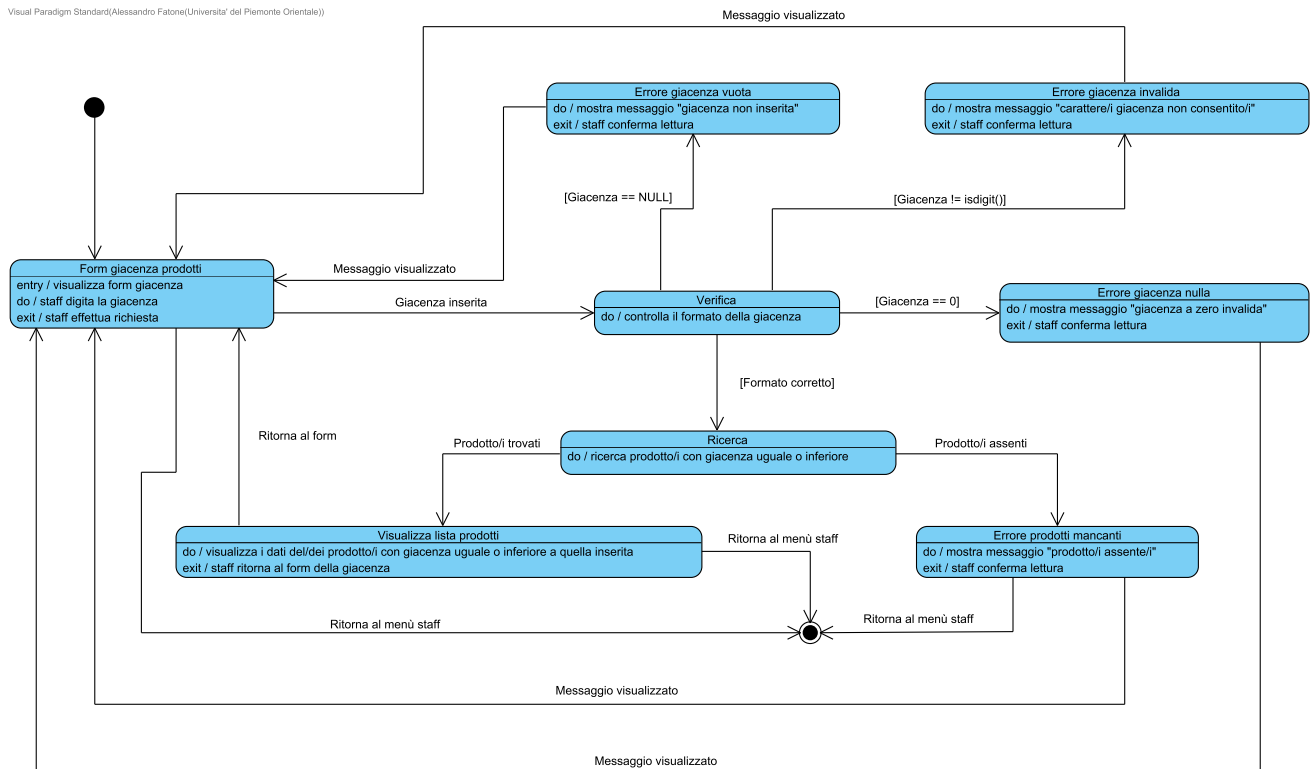 Visual Paradigm Standard(Alessandro Fatone(Universita' del Piemonte Orientale))
Messaggio visualizzato
Errore giacenza vuota
do / mostra messaggio "giacenza non inserita"
exit / staff conferma lettura
Errore giacenza invalida
do / mostra messaggio "carattere/i giacenza non consentito/i"
exit / staff conferma lettura
[Giacenza == NULL]
[Giacenza != isdigit()]
Form giacenza prodotti
entry / visualizza form giacenza
do / staff digita la giacenza
exit / staff effettua richiesta
Messaggio visualizzato
Giacenza inserita
Verifica
do / controlla il formato della giacenza
[Giacenza == 0]
Errore giacenza nulla
do / mostra messaggio "giacenza a zero invalida"
exit / staff conferma lettura
[Formato corretto]
Ritorna al form
Prodotto/i trovati
Ricerca
do / ricerca prodotto/i con giacenza uguale o inferiore
Prodotto/i assenti
Visualizza lista prodotti
do / visualizza i dati del/dei prodotto/i con giacenza uguale o inferiore a quella inserita
exit / staff ritorna al form della giacenza
Ritorna al menù staff
Errore prodotti mancanti
do / mostra messaggio "prodotto/i assente/i"
exit / staff conferma lettura
Ritorna al menù staff
Ritorna al menù staff
Messaggio visualizzato
Messaggio visualizzato